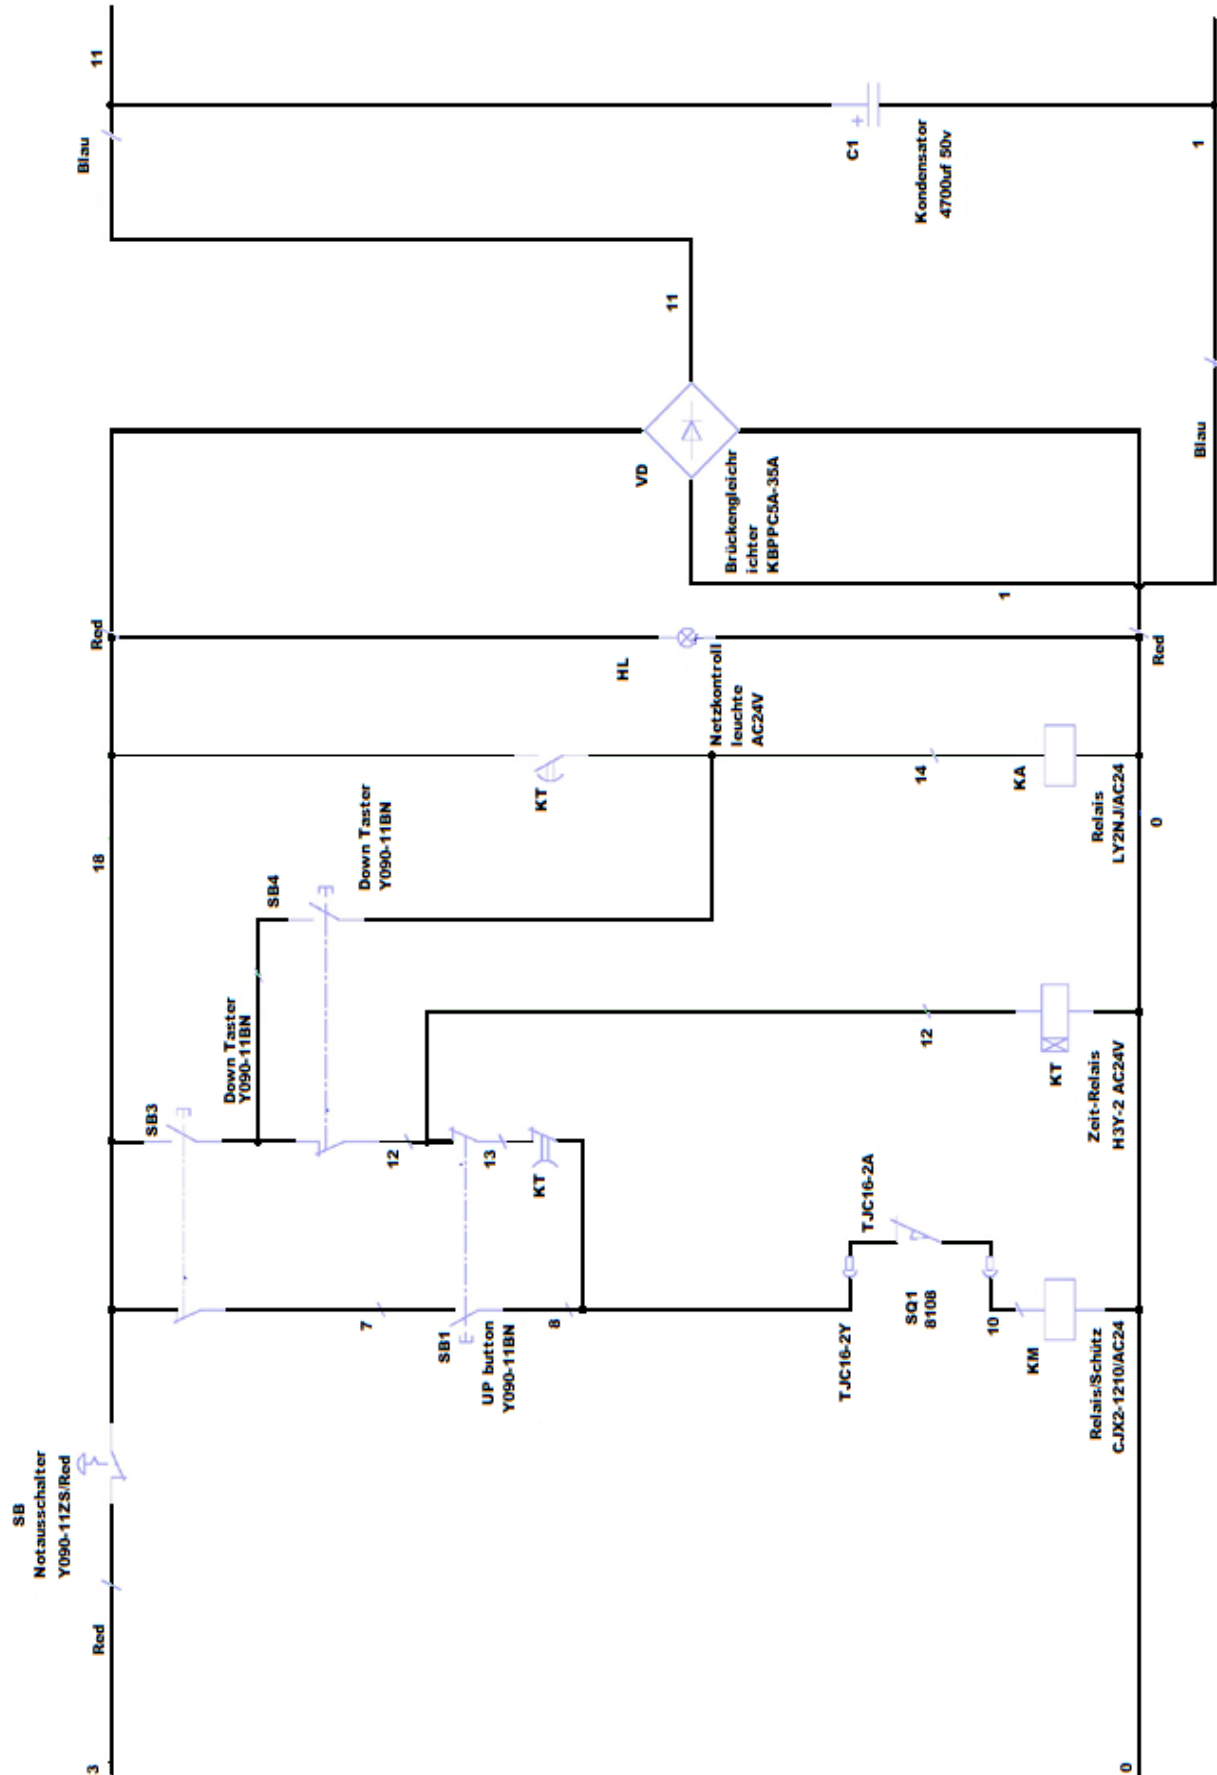 SB
Notausschalter
Y090-11ZS/Red
3
Red
18
Red
Blau
11
SB3
Down Taster
Y090-11BN
SB4
Down Taster
Y090-11BN
7
SB1
UP button
Y090-11BN
8
12
13
KT
KT
HL
Netzkontroll
leuchte
AC24V
VD
Brückengleichr
ichter
KBPPC5A-35A
11
C1
Kondensator
4700uf 50v
TJC16-2Y
TJC16-2A
SQ1
8108
10
KM
Relais/Schütz
CJX2-1210/AC24
12
KT
Zeit-Relais
H3Y-2 AC24V
14
KA
Relais
LY2NJ/AC24
0
0
Red
1
Blau
1